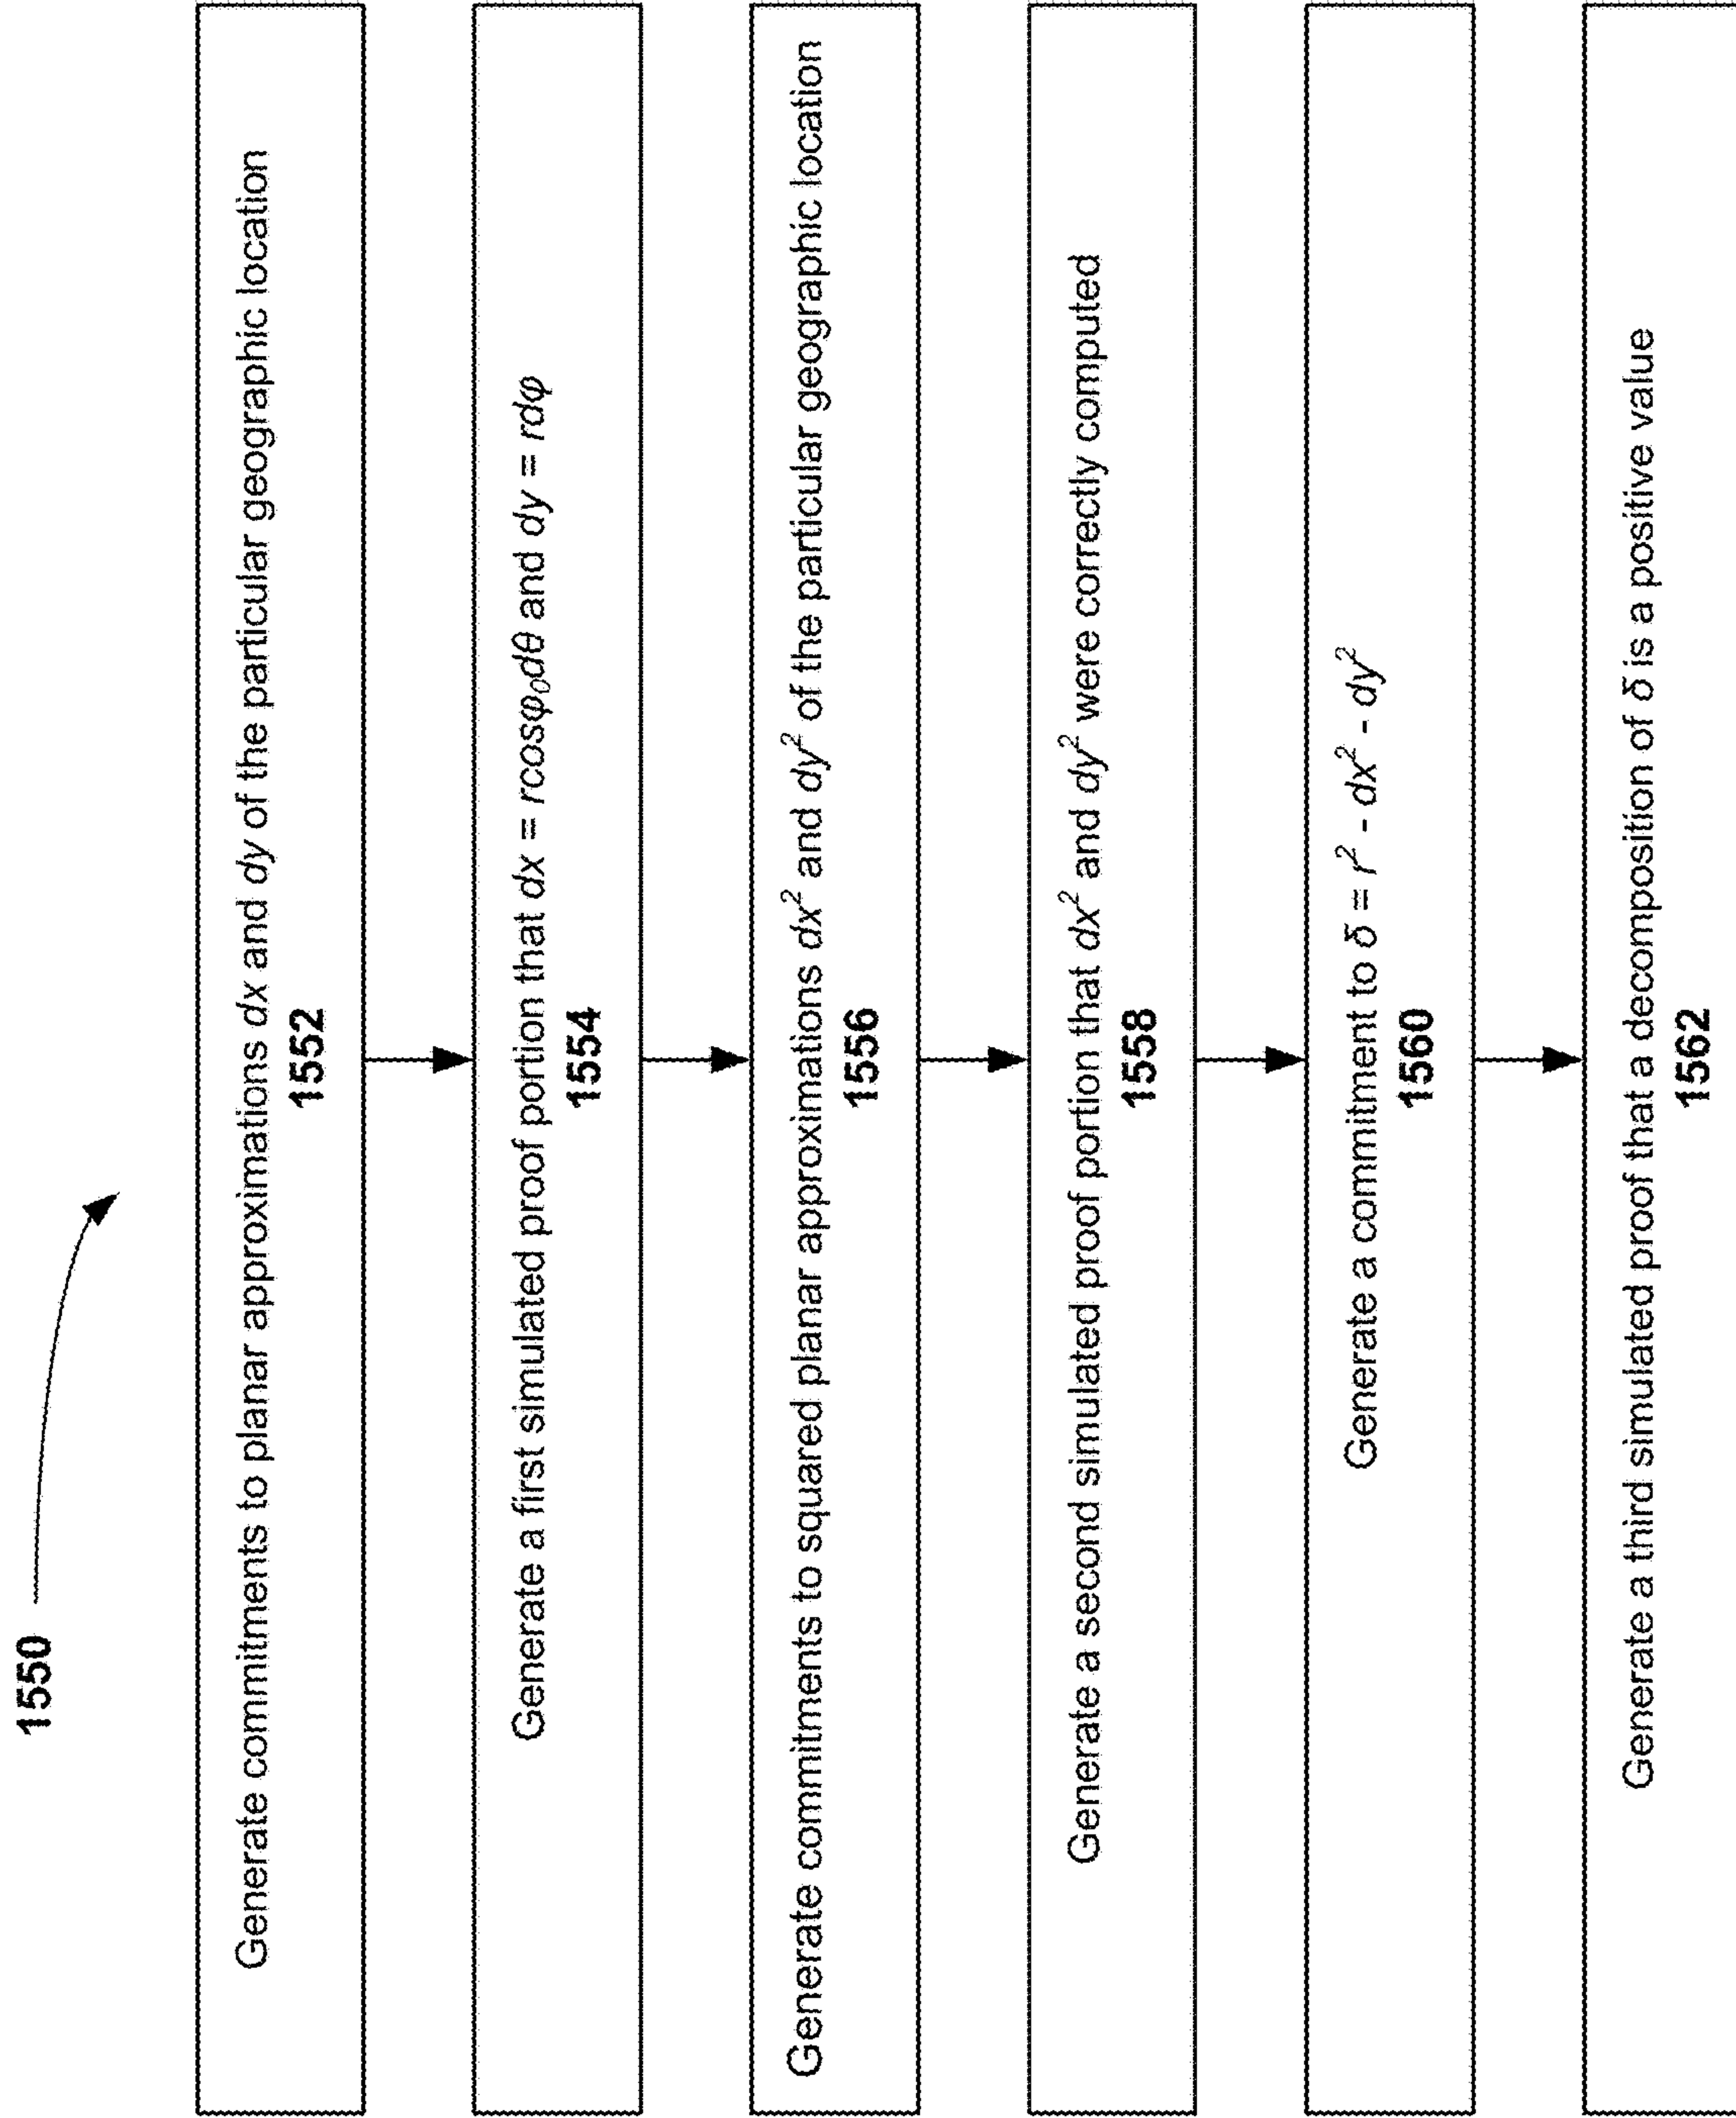 1550
Generate commitments to planar approximations dx and dy of the particular geographic location
1552
Generate a first simulated proof portion that dx = rcosφ₀dθ and dy = rdφ
1554
Generate commitments to squared planar approximations dx² and dy² of the particular geographic location
1556
Generate a second simulated proof portion that dx² and dy² were correctly computed
1558
Generate a commitment to δ = r² - dx² - dy²
1560
Generate a third simulated proof that a decomposition of δ is a positive value
1562